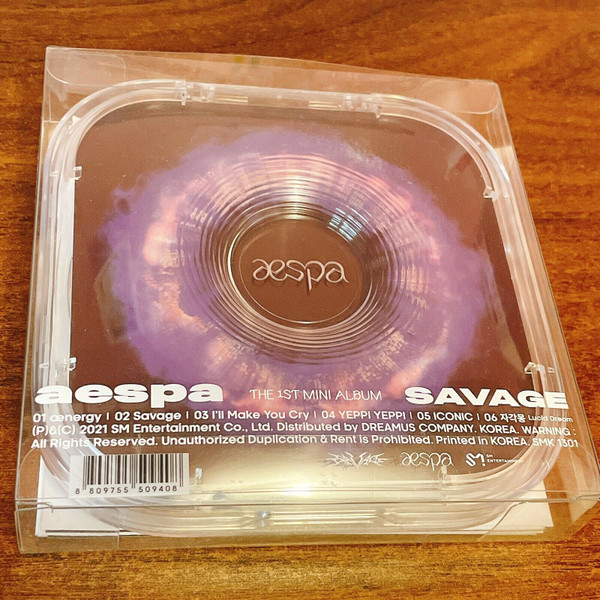 aespa
aespa THE 1ST MINI ALBUM SAVAGE
01 ænergy | 02 Savage | 03 I'll Make You Cry | 04 YEPPI YEPPI | 05 ICONIC | 06 자각몽 Lucid Dream
(P)&(C) 2021 SM Entertainment Co., Ltd. Distributed by DREAMUS COMPANY. KOREA. WARNING :
All Rights Reserved. Unauthorized Duplication & Rent is Prohibited. Printed in KOREA. SMK 1301
aespa SM ENTERTAINMENT
8 809755 509408